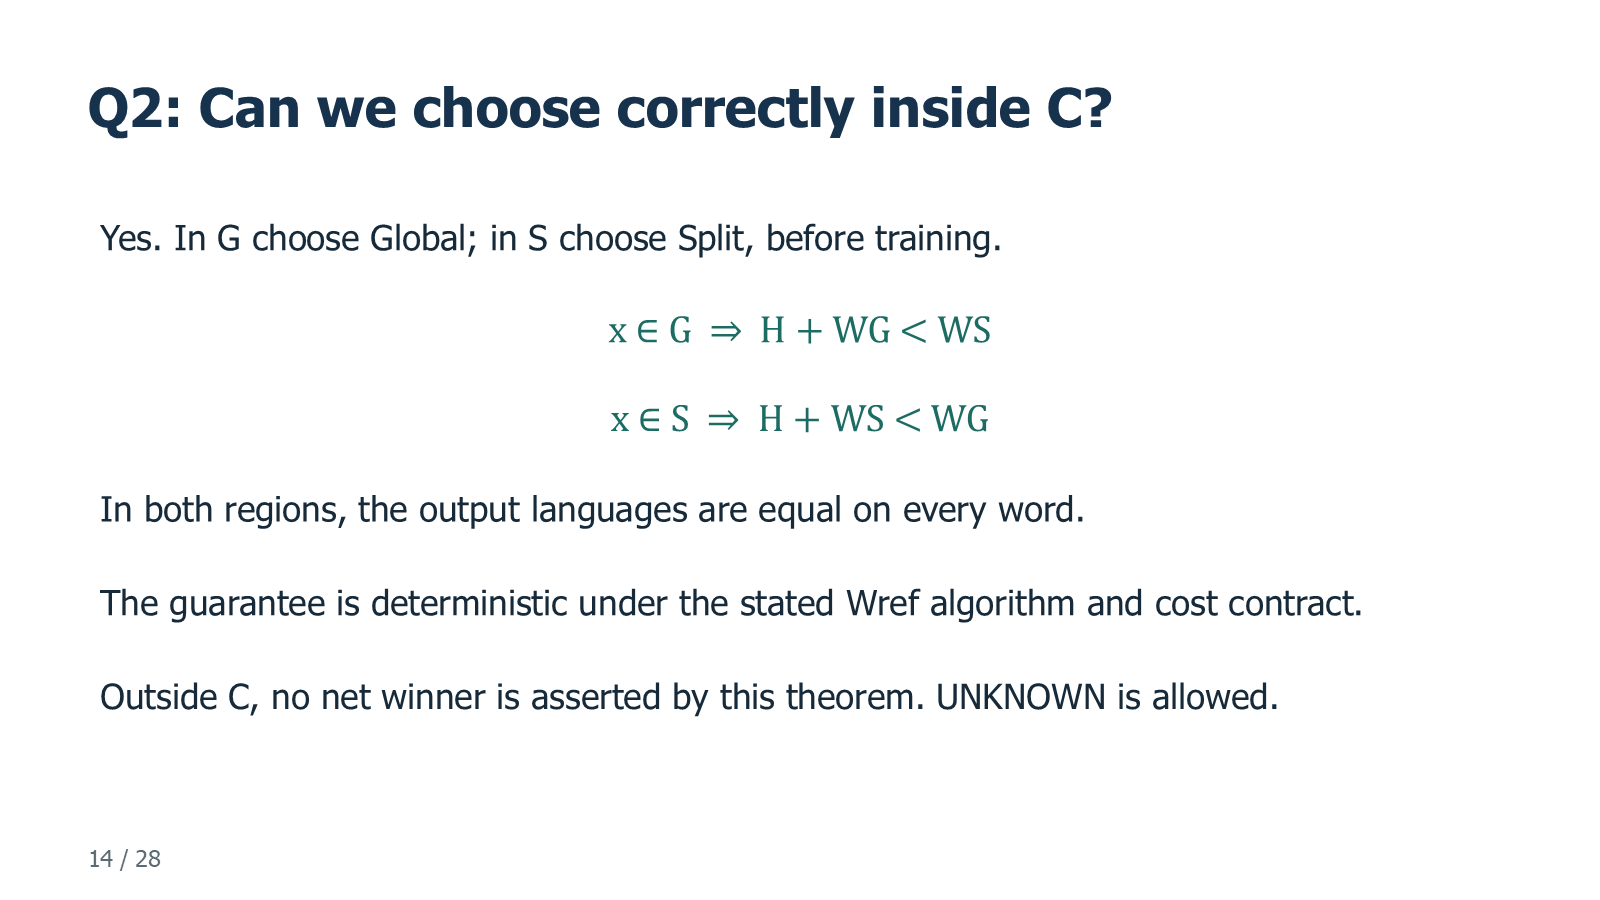 Q2: Can we choose correctly inside C?
Yes. In G choose Global; in S choose Split, before training.
x ∈ G ⇒ H + WG < WS
x ∈ S ⇒ H + WS < WG
In both regions, the output languages are equal on every word.
The guarantee is deterministic under the stated Wref algorithm and cost contract.
Outside C, no net winner is asserted by this theorem. UNKNOWN is allowed.
14 / 28